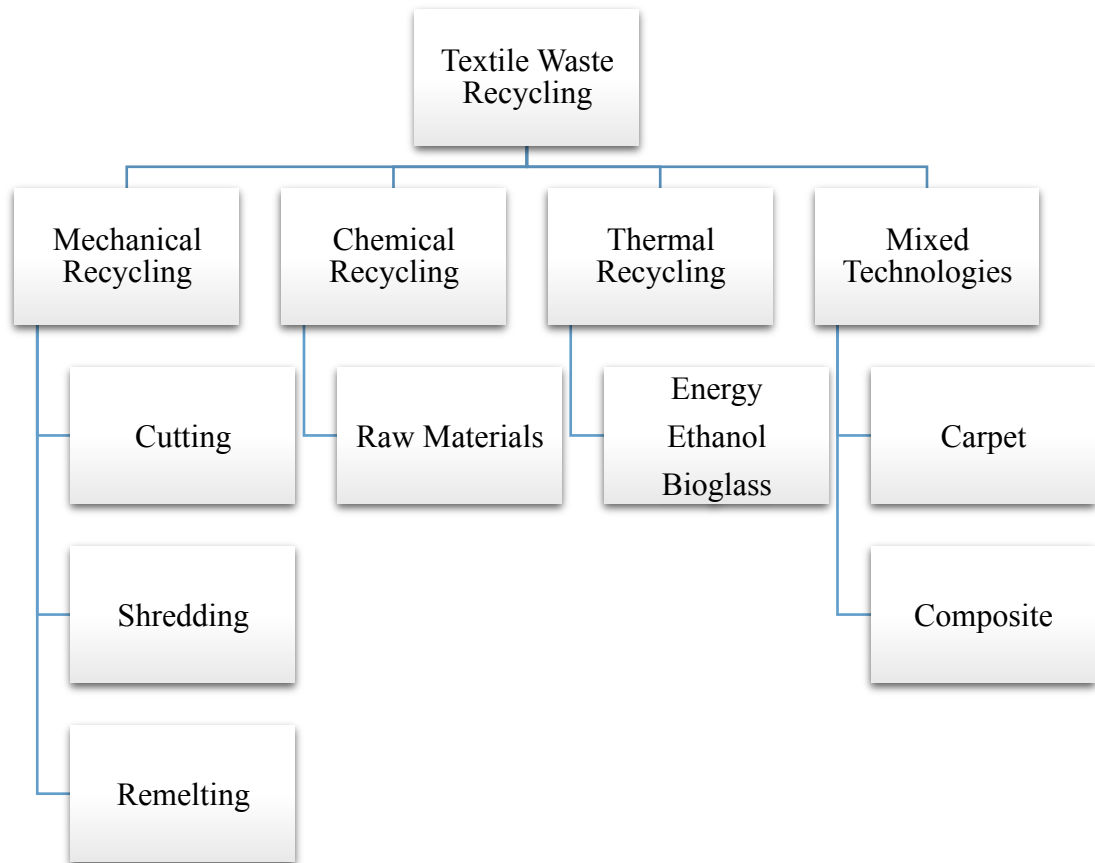 Textile Waste
Recycling
Mechanical
Recycling
Chemical
Recycling
Thermal
Recycling
Mixed
Technologies
Cutting
Raw Materials
Energy
Ethanol
Bioglass
Carpet
Shredding
Composite
Remelting